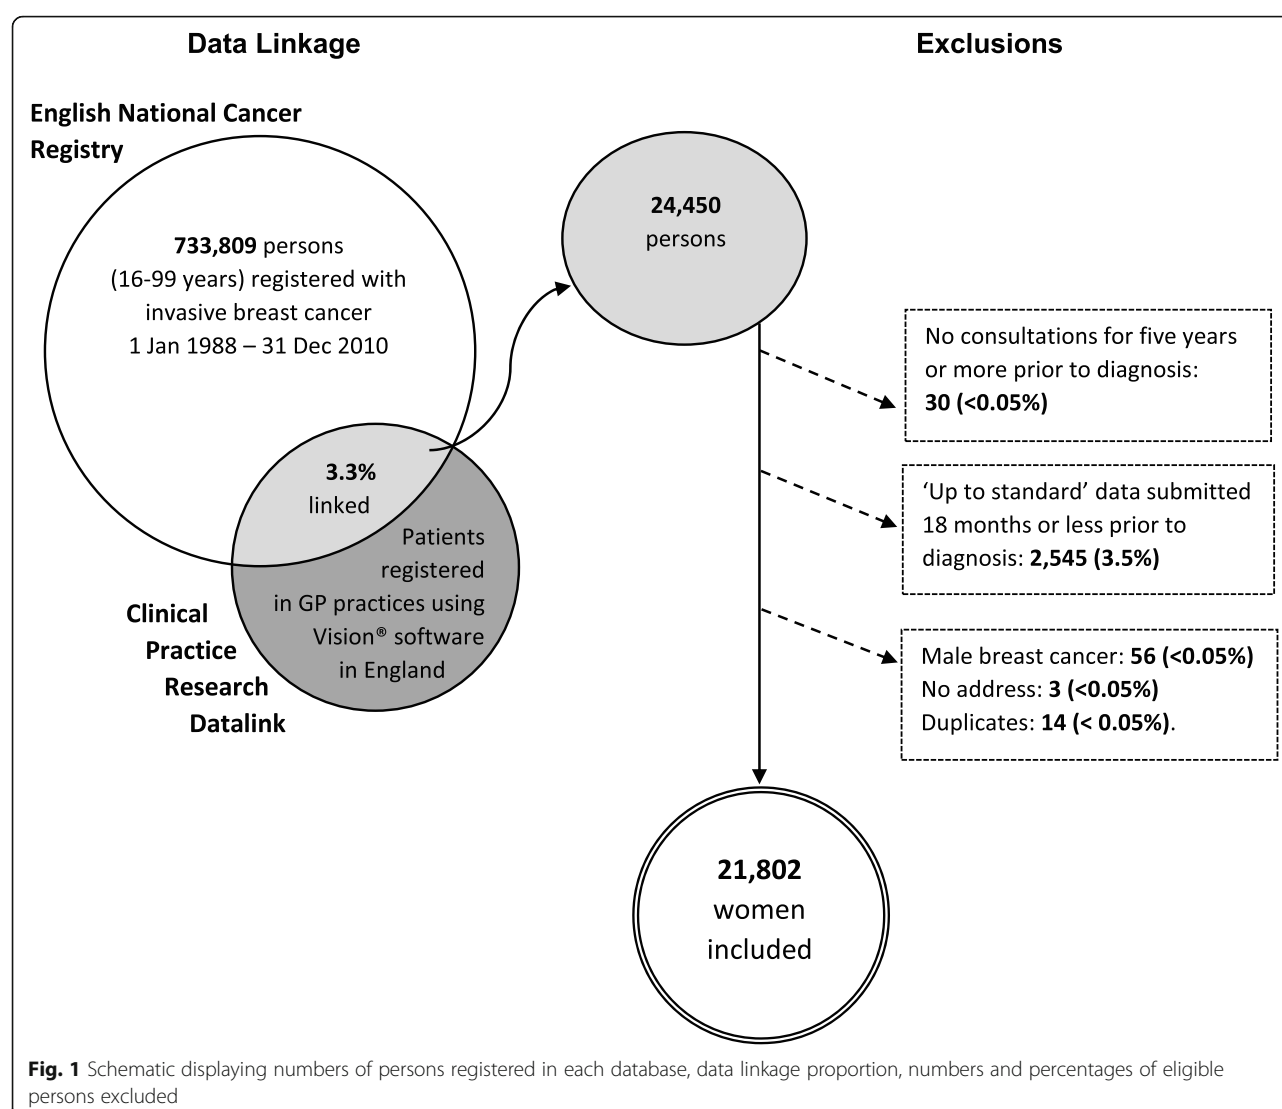 Data Linkage
Exclusions
English National Cancer
Registry
733,809 persons
(16-99 years) registered with
invasive breast cancer
1 Jan 1988 – 31 Dec 2010
3.3%
linked
Patients
registered
in GP practices using
Vision® software
in England
Clinical
Practice
Research
Datalink
24,450
persons
No consultations for five years
or more prior to diagnosis:
30 (<0.05%)
‘Up to standard’ data submitted
18 months or less prior to
diagnosis: 2,545 (3.5%)
Male breast cancer: 56 (<0.05%)
No address: 3 (<0.05%)
Duplicates: 14 (< 0.05%).
21,802
women
included
Fig. 1 Schematic displaying numbers of persons registered in each database, data linkage proportion, numbers and percentages of eligible
persons excluded